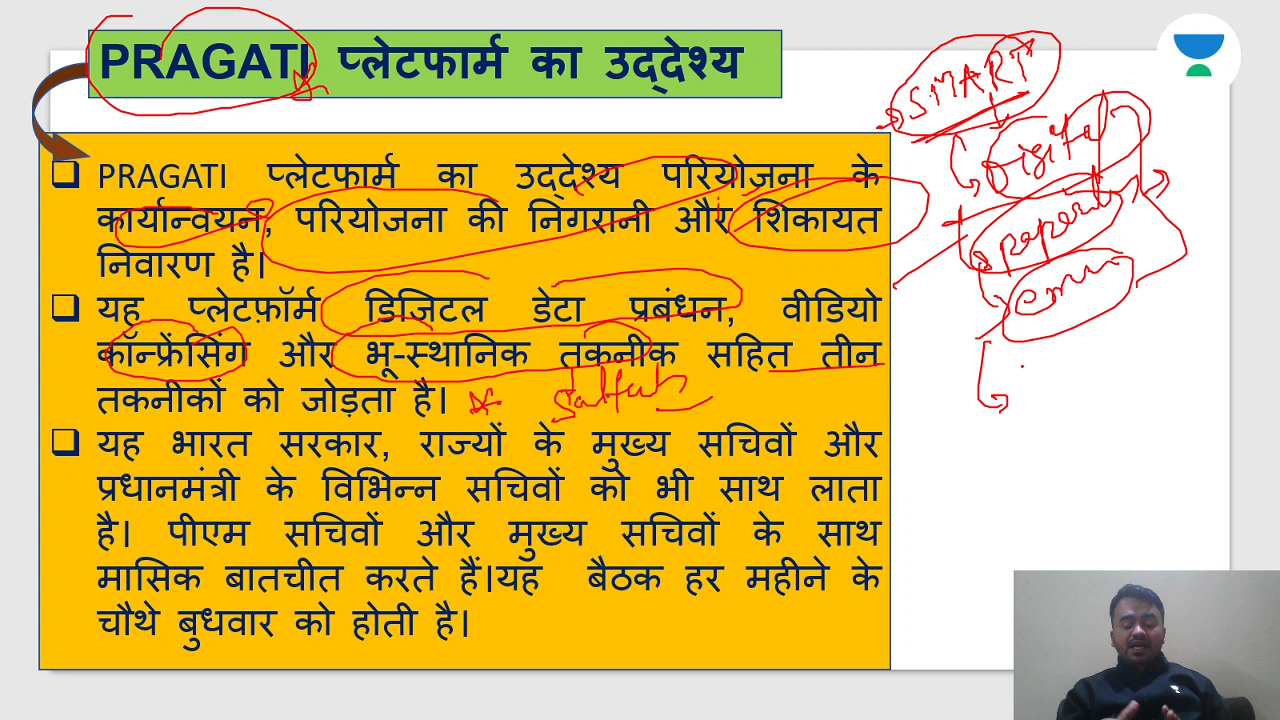 PRAGATI प्लेटफार्म का उद्देश्य
PRAGATI प्लेटफार्म का उद्देश्य परियोजना के
कार्यान्वयन, परियोजना की निगरानी और शिकायत
निवारण है।
यह प्लेटफ़ॉर्म डिजिटल डेटा प्रबंधन, वीडियो
कॉन्फ्रेंसिंग और भू-स्थानिक तकनीक सहित तीन
तकनीकों को जोड़ता है।
यह भारत सरकार, राज्यों के मुख्य सचिवों और
प्रधानमंत्री के विभिन्न सचिवों को भी साथ लाता
है। पीएम सचिवों और मुख्य सचिवों के साथ
मासिक बातचीत करते हैं।यह बैठक हर महीने के
चौथे बुधवार को होती है।
SMART
Digital